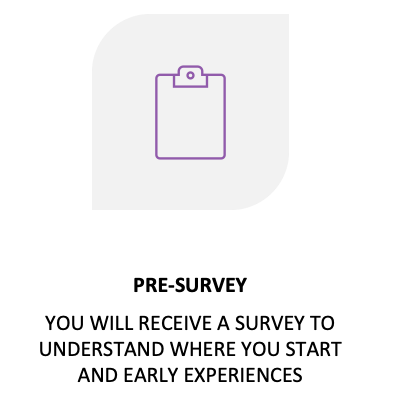 PRE-SURVEY
YOU WILL RECEIVE A SURVEY TO
UNDERSTAND WHERE YOU START
AND EARLY EXPERIENCES